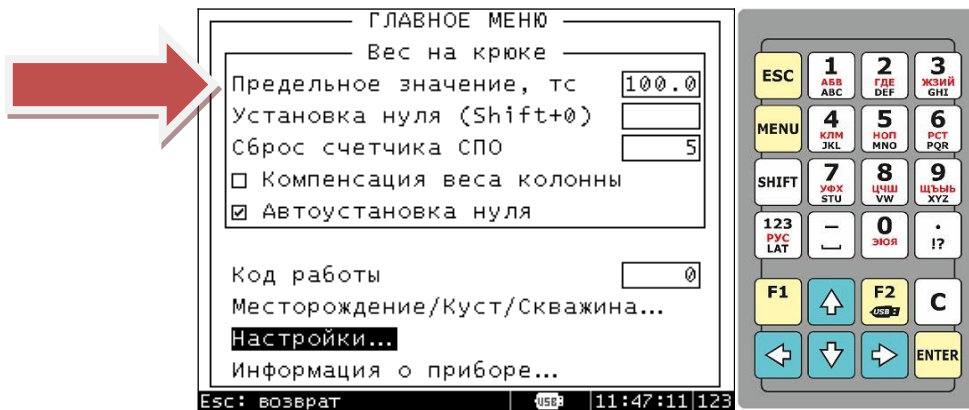 ГЛАВНОЕ МЕНЮ
Вес на крюке
Предельное значение, тс 100.0
Установка нуля (Shift+0)
Сброс счетчика СПО 5
Компенсация веса колонны
Автоустановка нуля
Код работы 0
Месторождение/Куст/Скважина...
Настройки...
Информация о приборе...
Esc: возврат USB 11:47:11 123
ESC 1 2 3
АБВ ГДЕ ЖЗИЙ
ABC DEF GHI
MENU 4 5 6
КЛМ НОП РСТ
JKL MNO PQR
SHIFT 7 8 9
УФХ ЦЧШ ЩЪЫЬ
STU VW XYZ
123 – 0 .
РУС ЭЮЯ !?
LAT
F1 F2 C
USB
ENTER